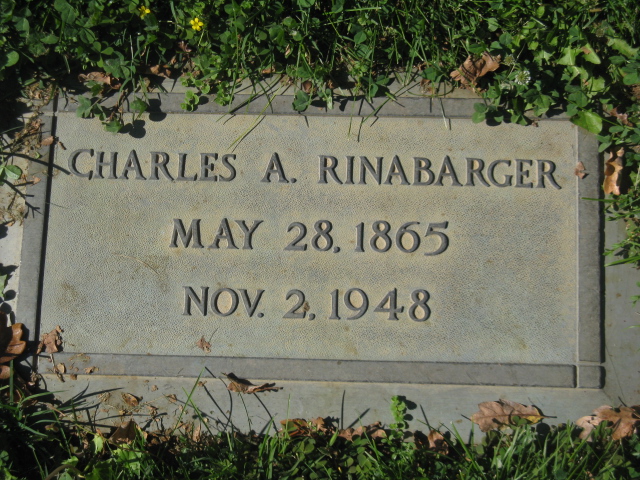 CHARLES A. RINABARGER
MAY 28, 1865
NOV. 2, 1948